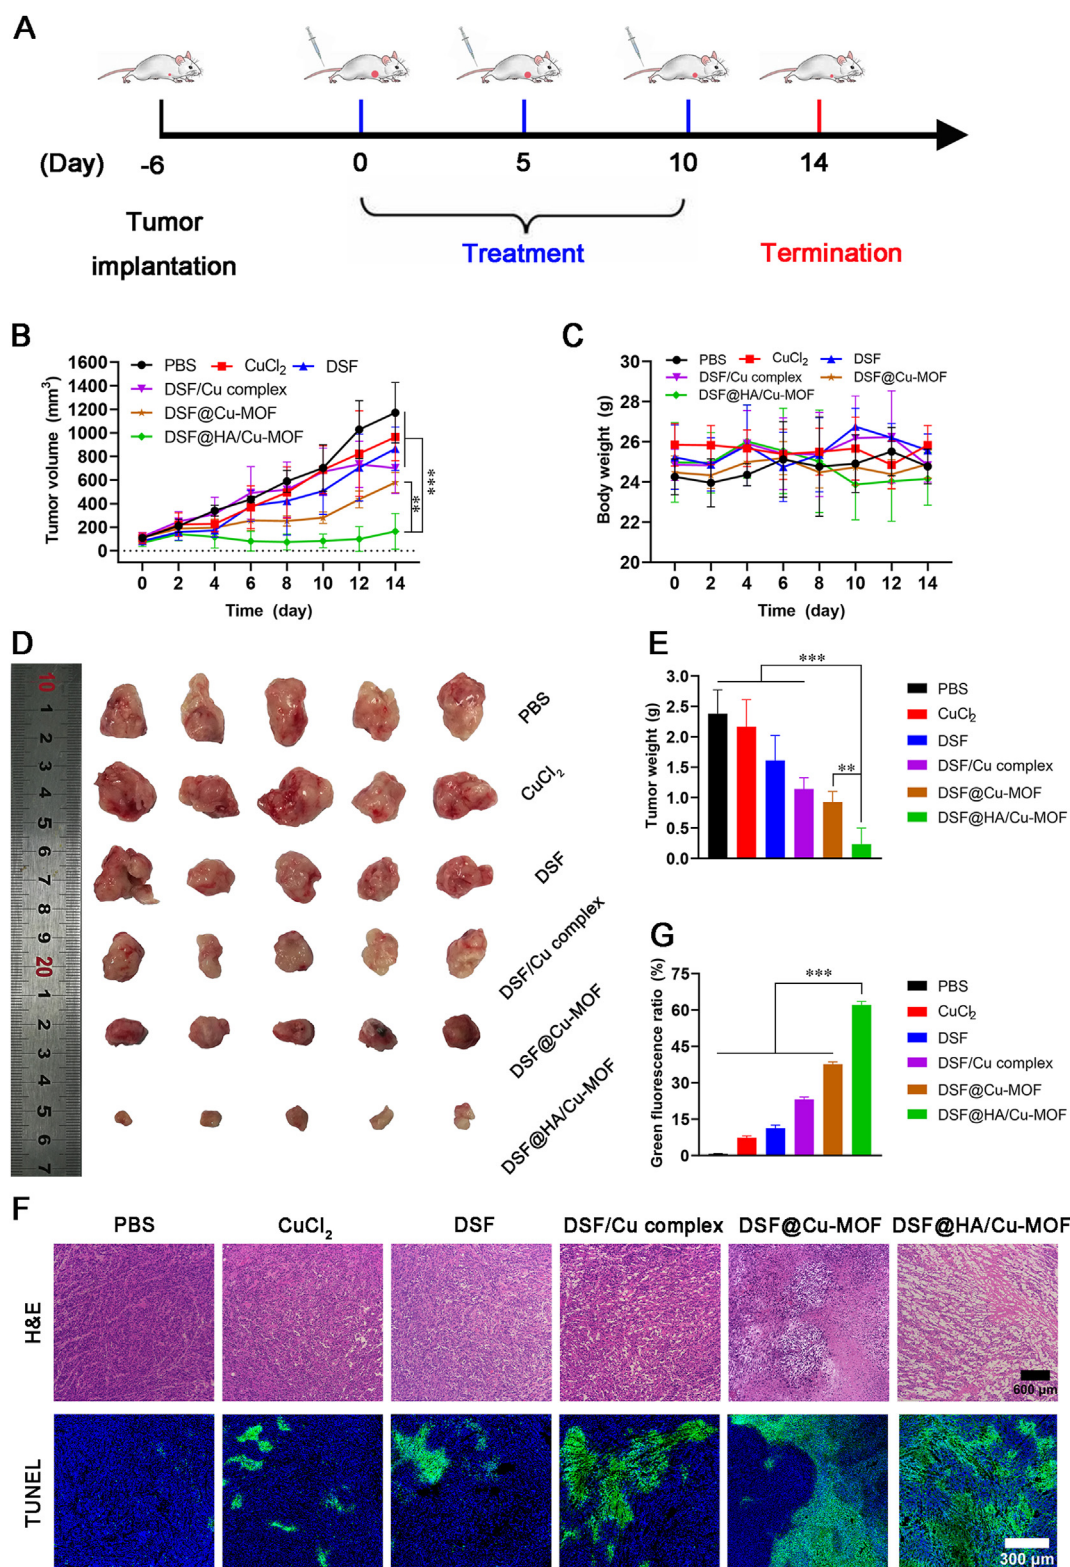 A
(Day)
-6
0
5
10
14
Tumor
implantation
Treatment
Termination
B
PBS
CuCl₂
DSF
DSF/Cu complex
DSF@Cu-MOF
DSF@HA/Cu-MOF
Tumor volume (mm³)
1600
1400
1200
1000
800
600
400
200
0
***
**
0 2 4 6 8 10 12 14
Time (day)
C
PBS
CuCl₂
DSF
DSF/Cu complex
DSF@Cu-MOF
DSF@HA/Cu-MOF
Body weight (g)
30
28
26
24
22
20
0 2 4 6 8 10 12 14
Time (day)
D
10
1
2
3
4
5
6
7
8
9
20
1
2
3
4
5
6
7
PBS
CuCl₂
DSF
DSF/Cu complex
DSF@Cu-MOF
DSF@HA/Cu-MOF
E
Tumor weight (g)
3.0
2.5
2.0
1.5
1.0
0.5
0.0
***
**
PBS
CuCl₂
DSF
DSF/Cu complex
DSF@Cu-MOF
DSF@HA/Cu-MOF
G
Green fluorescence ratio (%)
75
60
45
30
15
0
***
PBS
CuCl₂
DSF
DSF/Cu complex
DSF@Cu-MOF
DSF@HA/Cu-MOF
F
PBS CuCl₂ DSF DSF/Cu complex DSF@Cu-MOF DSF@HA/Cu-MOF
H&E
600 μm
TUNEL
300 μm